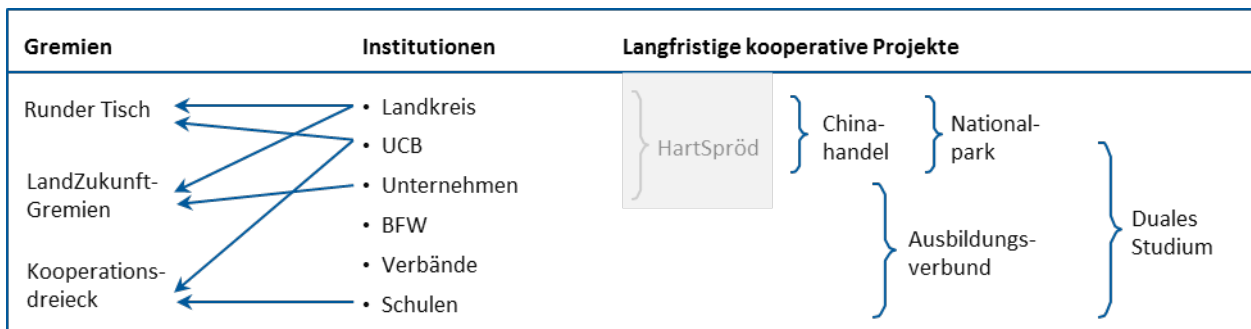 Gremien
Institutionen
Langfristige kooperative Projekte
Runder Tisch
LandZukunft-
Gremien
Kooperations-
dreieck
• Landkreis
• UCB
• Unternehmen
• BFW
• Verbände
• Schulen
HartSpröd
China-
handel
National-
park
Ausbildungs-
verbund
Duales
Studium